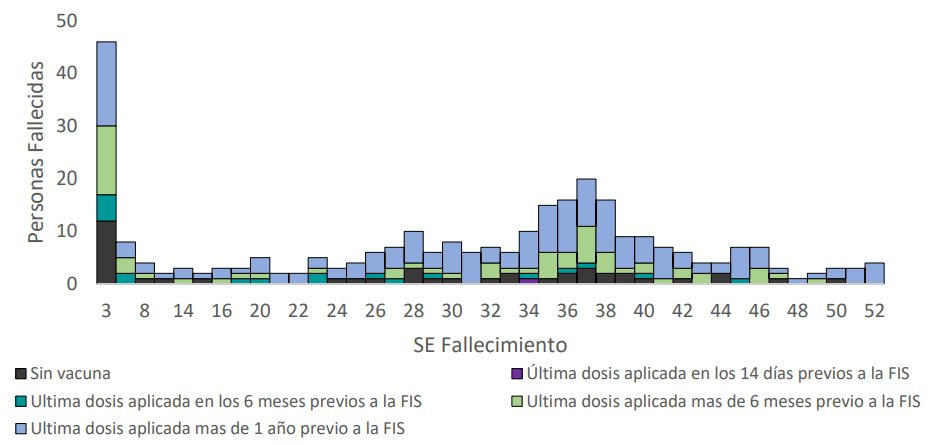 50
40
30
20
10
0
Personas Fallecidas
3 8 14 16 20 22 24 26 28 30 32 34 36 38 40 42 44 46 48 50 52
SE Fallecimiento
Sin vacuna
Última dosis aplicada en los 14 días previos a la FIS
Ultima dosis aplicada en los 6 meses previos a la FIS
Ultima dosis aplicada mas de 6 meses previo a la FIS
Ultima dosis aplicada mas de 1 año previo a la FIS